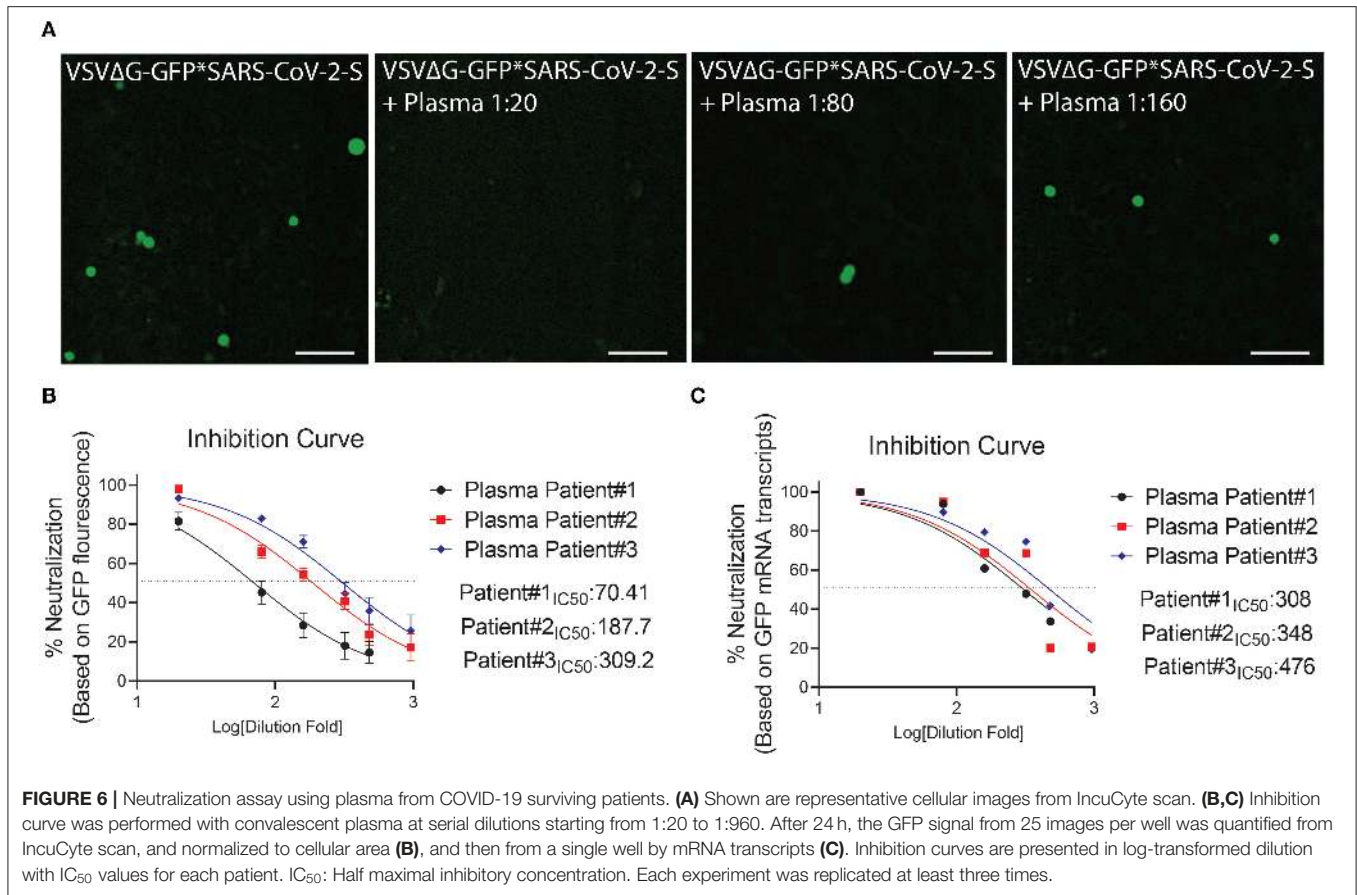 A
VSVΔG-GFP*SARS-CoV-2-S
VSVΔG-GFP*SARS-CoV-2-S
+ Plasma 1:20
VSVΔG-GFP*SARS-CoV-2-S
+ Plasma 1:80
VSVΔG-GFP*SARS-CoV-2-S
+ Plasma 1:160
B
Inhibition Curve
% Neutralization
(Based on GFP flourescence)
100
80
60
40
20
0
1
2
3
Log[Dilution Fold]
Plasma Patient#1
Plasma Patient#2
Plasma Patient#3
Patient#1IC50:70.41
Patient#2IC50:187.7
Patient#3IC50:309.2
C
Inhibition Curve
% Neutralization
(Based on GFP mRNA transcripts)
100
80
60
40
20
0
1
2
3
Log[Dilution Fold]
Plasma Patient#1
Plasma Patient#2
Plasma Patient#3
Patient#1IC50:308
Patient#2IC50:348
Patient#3IC50:476
FIGURE 6 | Neutralization assay using plasma from COVID-19 surviving patients. (A) Shown are representative cellular images from IncuCyte scan. (B,C) Inhibition
curve was performed with convalescent plasma at serial dilutions starting from 1:20 to 1:960. After 24 h, the GFP signal from 25 images per well was quantified from
IncuCyte scan, and normalized to cellular area (B), and then from a single well by mRNA transcripts (C). Inhibition curves are presented in log-transformed dilution
with IC50 values for each patient. IC50: Half maximal inhibitory concentration. Each experiment was replicated at least three times.